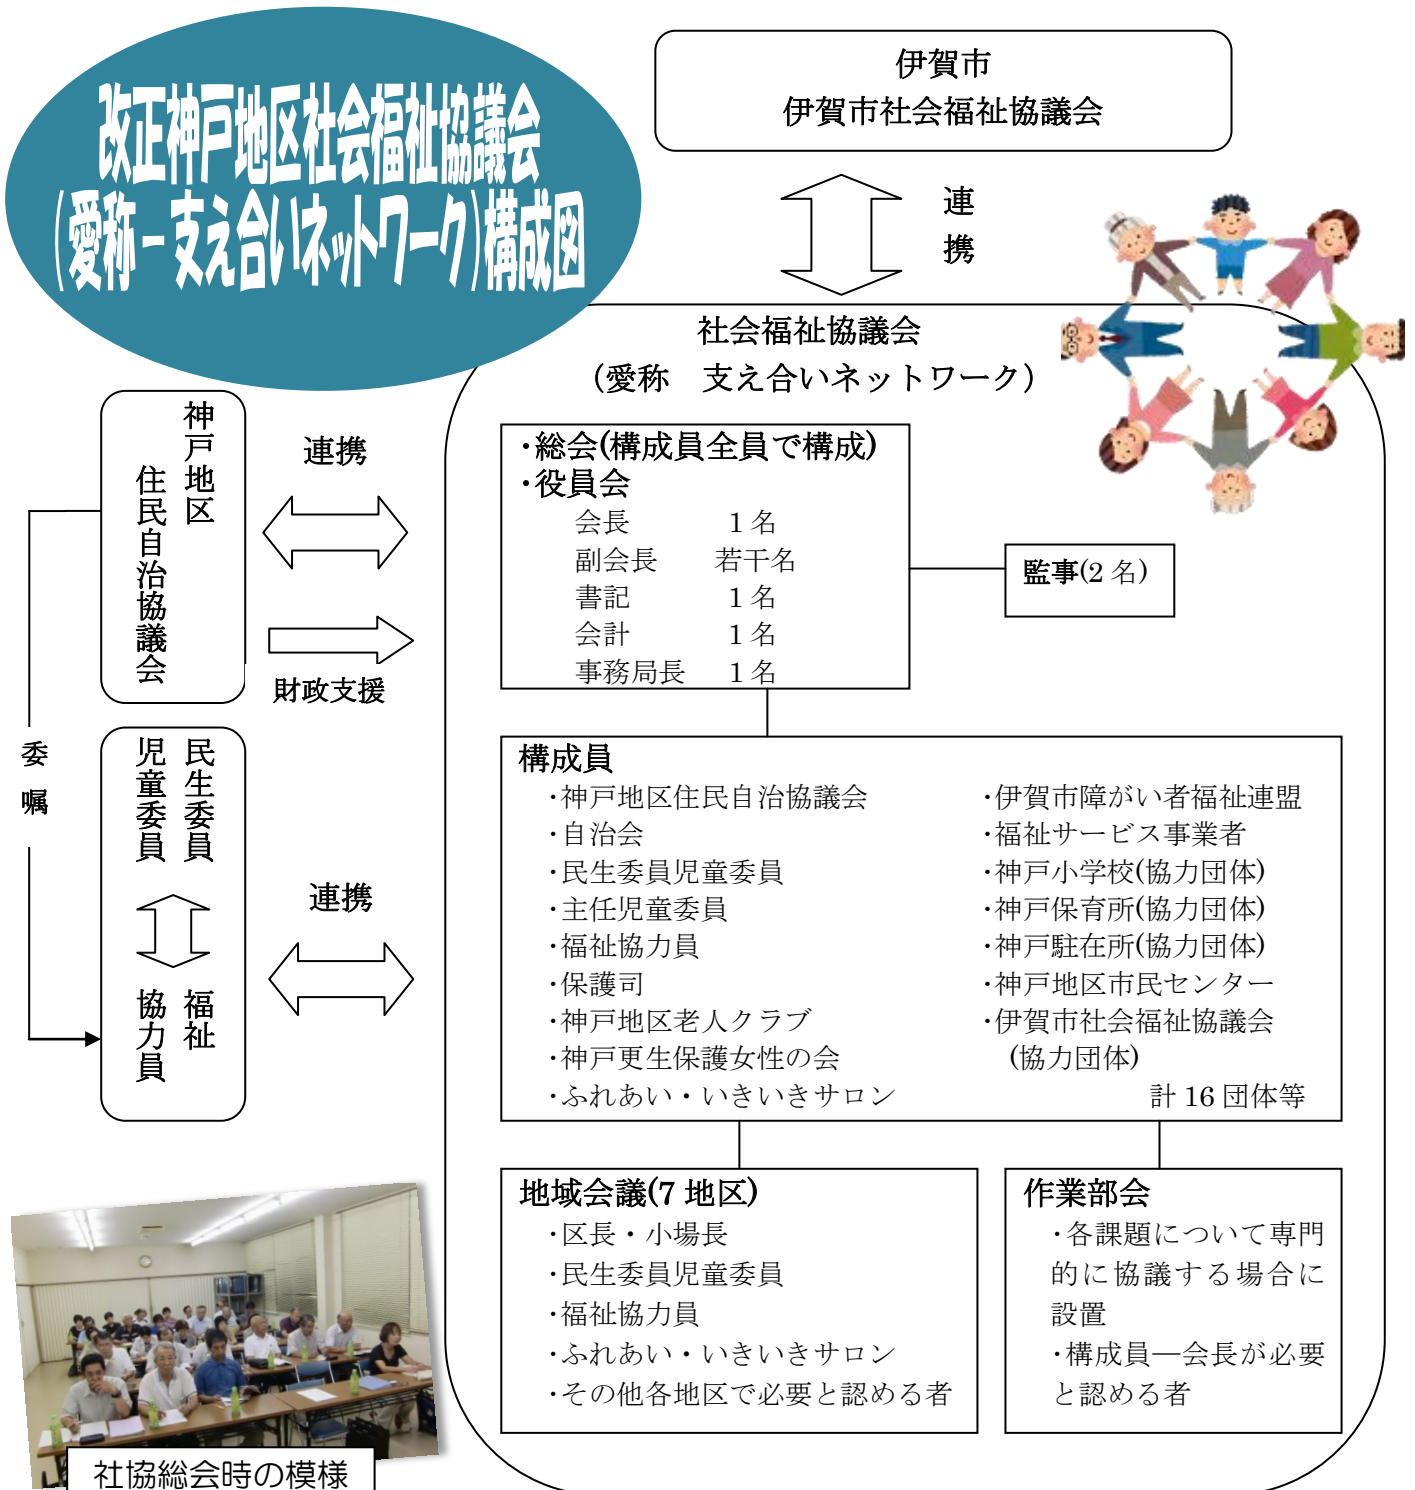 改正神戸地区社会福祉協議会
(愛称－支え合いネットワーク)構成図
伊賀市
伊賀市社会福祉協議会
連携
社会福祉協議会
（愛称　支え合いネットワーク）
神戸地区
住民自治協議会
連携
財政支援
委嘱
民生委員
児童委員
福祉
協力員
連携
・総会(構成員全員で構成)
・役員会
会長　1名
副会長　若干名
書記　1名
会計　1名
事務局長　1名
監事(2名)
構成員
・神戸地区住民自治協議会
・自治会
・民生委員児童委員
・主任児童委員
・福祉協力員
・保護司
・神戸地区老人クラブ
・神戸更生保護女性の会
・ふれあい・いきいきサロン
・伊賀市障がい者福祉連盟
・福祉サービス事業者
・神戸小学校(協力団体)
・神戸保育所(協力団体)
・神戸駐在所(協力団体)
・神戸地区市民センター
・伊賀市社会福祉協議会
(協力団体)
計16団体等
地域会議(7地区)
・区長・小場長
・民生委員児童委員
・福祉協力員
・ふれあい・いきいきサロン
・その他各地区で必要と認める者
作業部会
・各課題について専門
的に協議する場合に
設置
・構成員―会長が必要
と認める者
社協総会時の模様